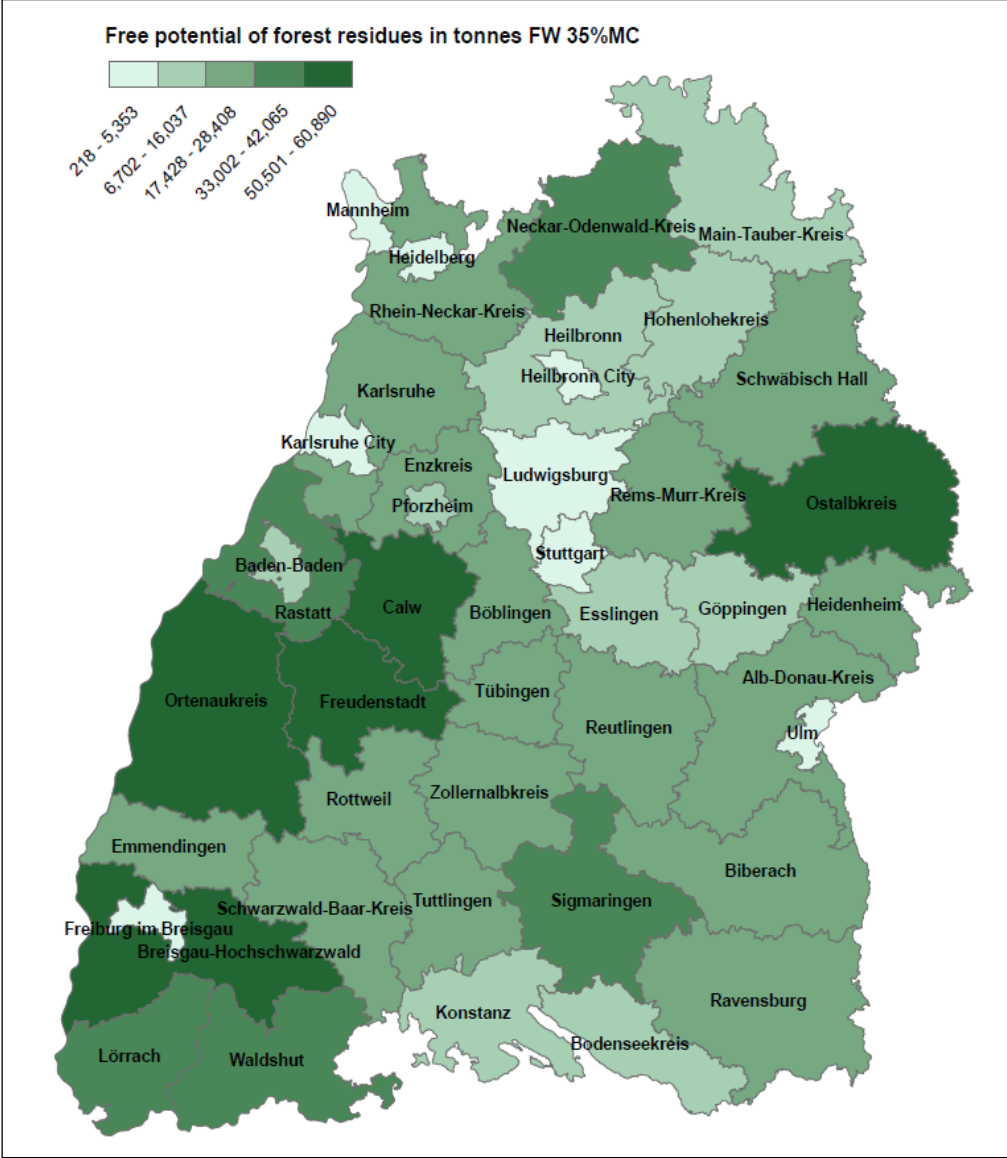 Free potential of forest residues in tonnes FW 35%MC
218 - 5,353
6,702 - 16,037
17,428 - 28,408
33,002 - 42,065
50,501 - 60,890
Mannheim
Neckar-Odenwald-Kreis
Main-Tauber-Kreis
Heidelberg
Rhein-Neckar-Kreis
Hohenlohekreis
Heilbronn
Heilbronn City
Schwäbisch Hall
Karlsruhe
Karlsruhe City
Enzkreis
Ludwigsburg
Rems-Murr-Kreis
Ostalbkreis
Pforzheim
Stuttgart
Baden-Baden
Rastatt
Calw
Böblingen
Esslingen
Göppingen
Heidenheim
Alb-Donau-Kreis
Ortenaukreis
Freudenstadt
Tübingen
Reutlingen
Ulm
Rottweil
Zollernalbkreis
Emmendingen
Biberach
Schwarzwald-Baar-Kreis
Tuttlingen
Sigmaringen
Freiburg im Breisgau
Breisgau-Hochschwarzwald
Ravensburg
Konstanz
Bodenseekreis
Lörrach
Waldshut